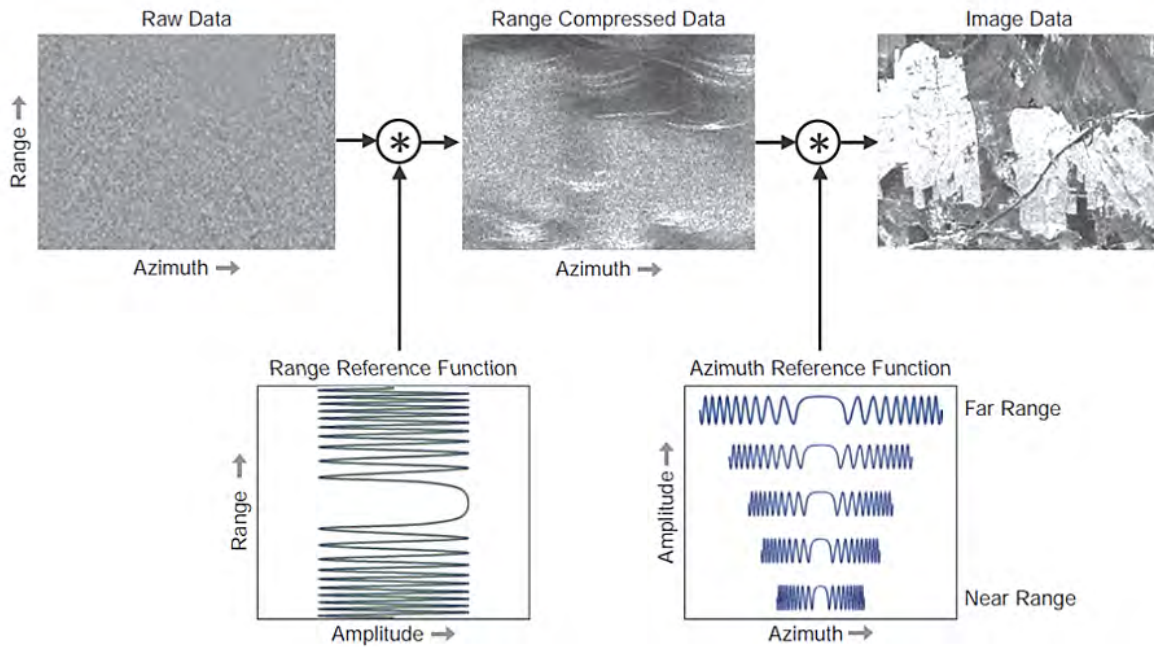 Raw Data
Range Compressed Data
Image Data
Range →
Azimuth →
Azimuth →
Range Reference Function
Azimuth Reference Function
Range →
Amplitude →
Amplitude →
Far Range
Near Range
Azimuth →